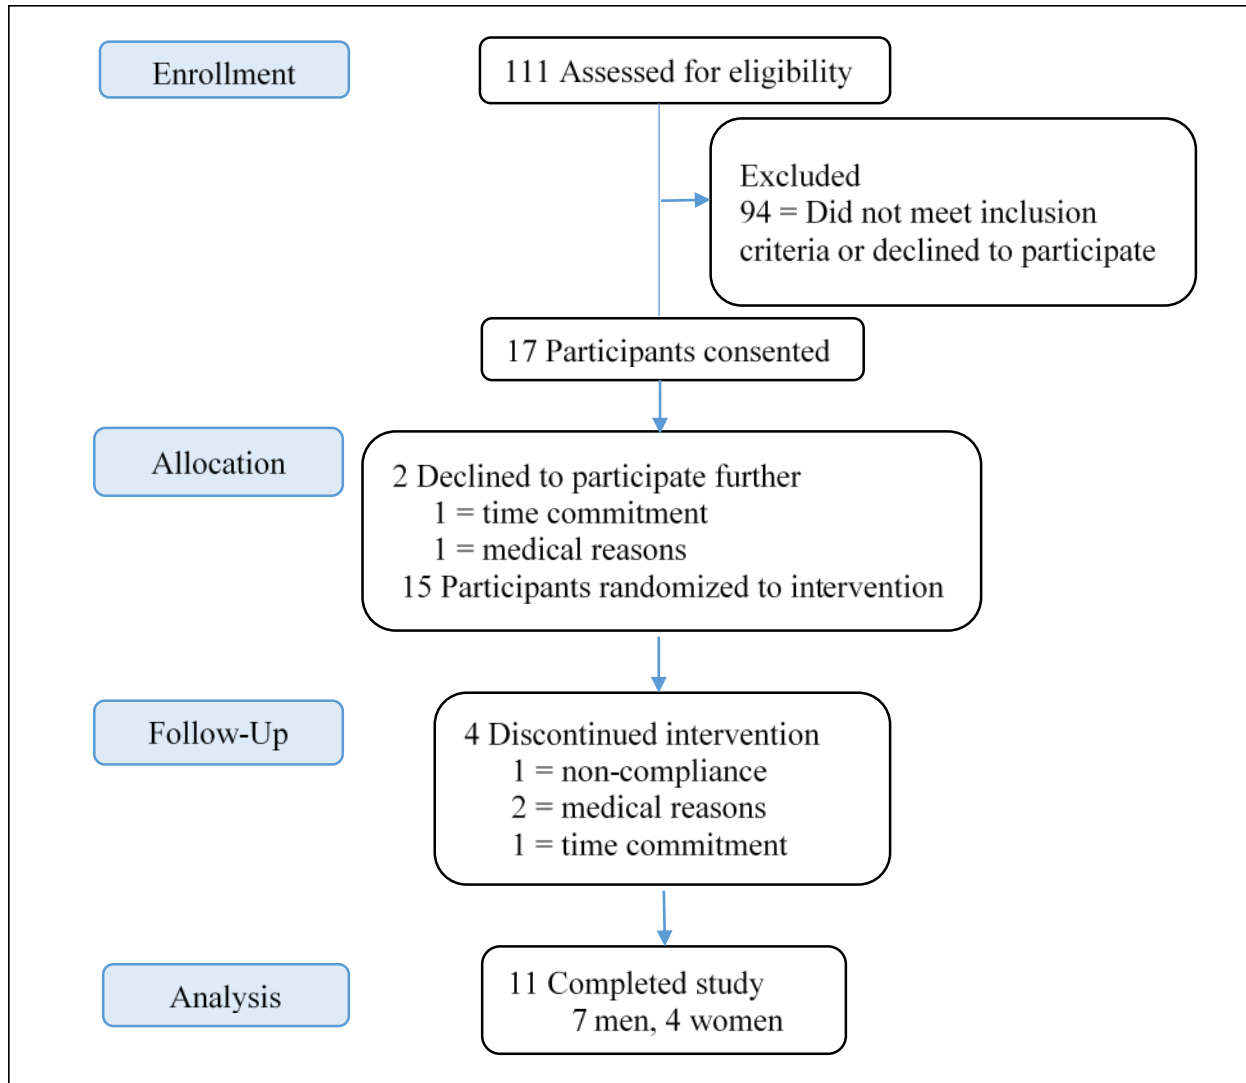 Enrollment
111 Assessed for eligibility
Excluded
94 = Did not meet inclusion
criteria or declined to participate
17 Participants consented
Allocation
2 Declined to participate further
1 = time commitment
1 = medical reasons
15 Participants randomized to intervention
Follow-Up
4 Discontinued intervention
1 = non-compliance
2 = medical reasons
1 = time commitment
Analysis
11 Completed study
7 men, 4 women